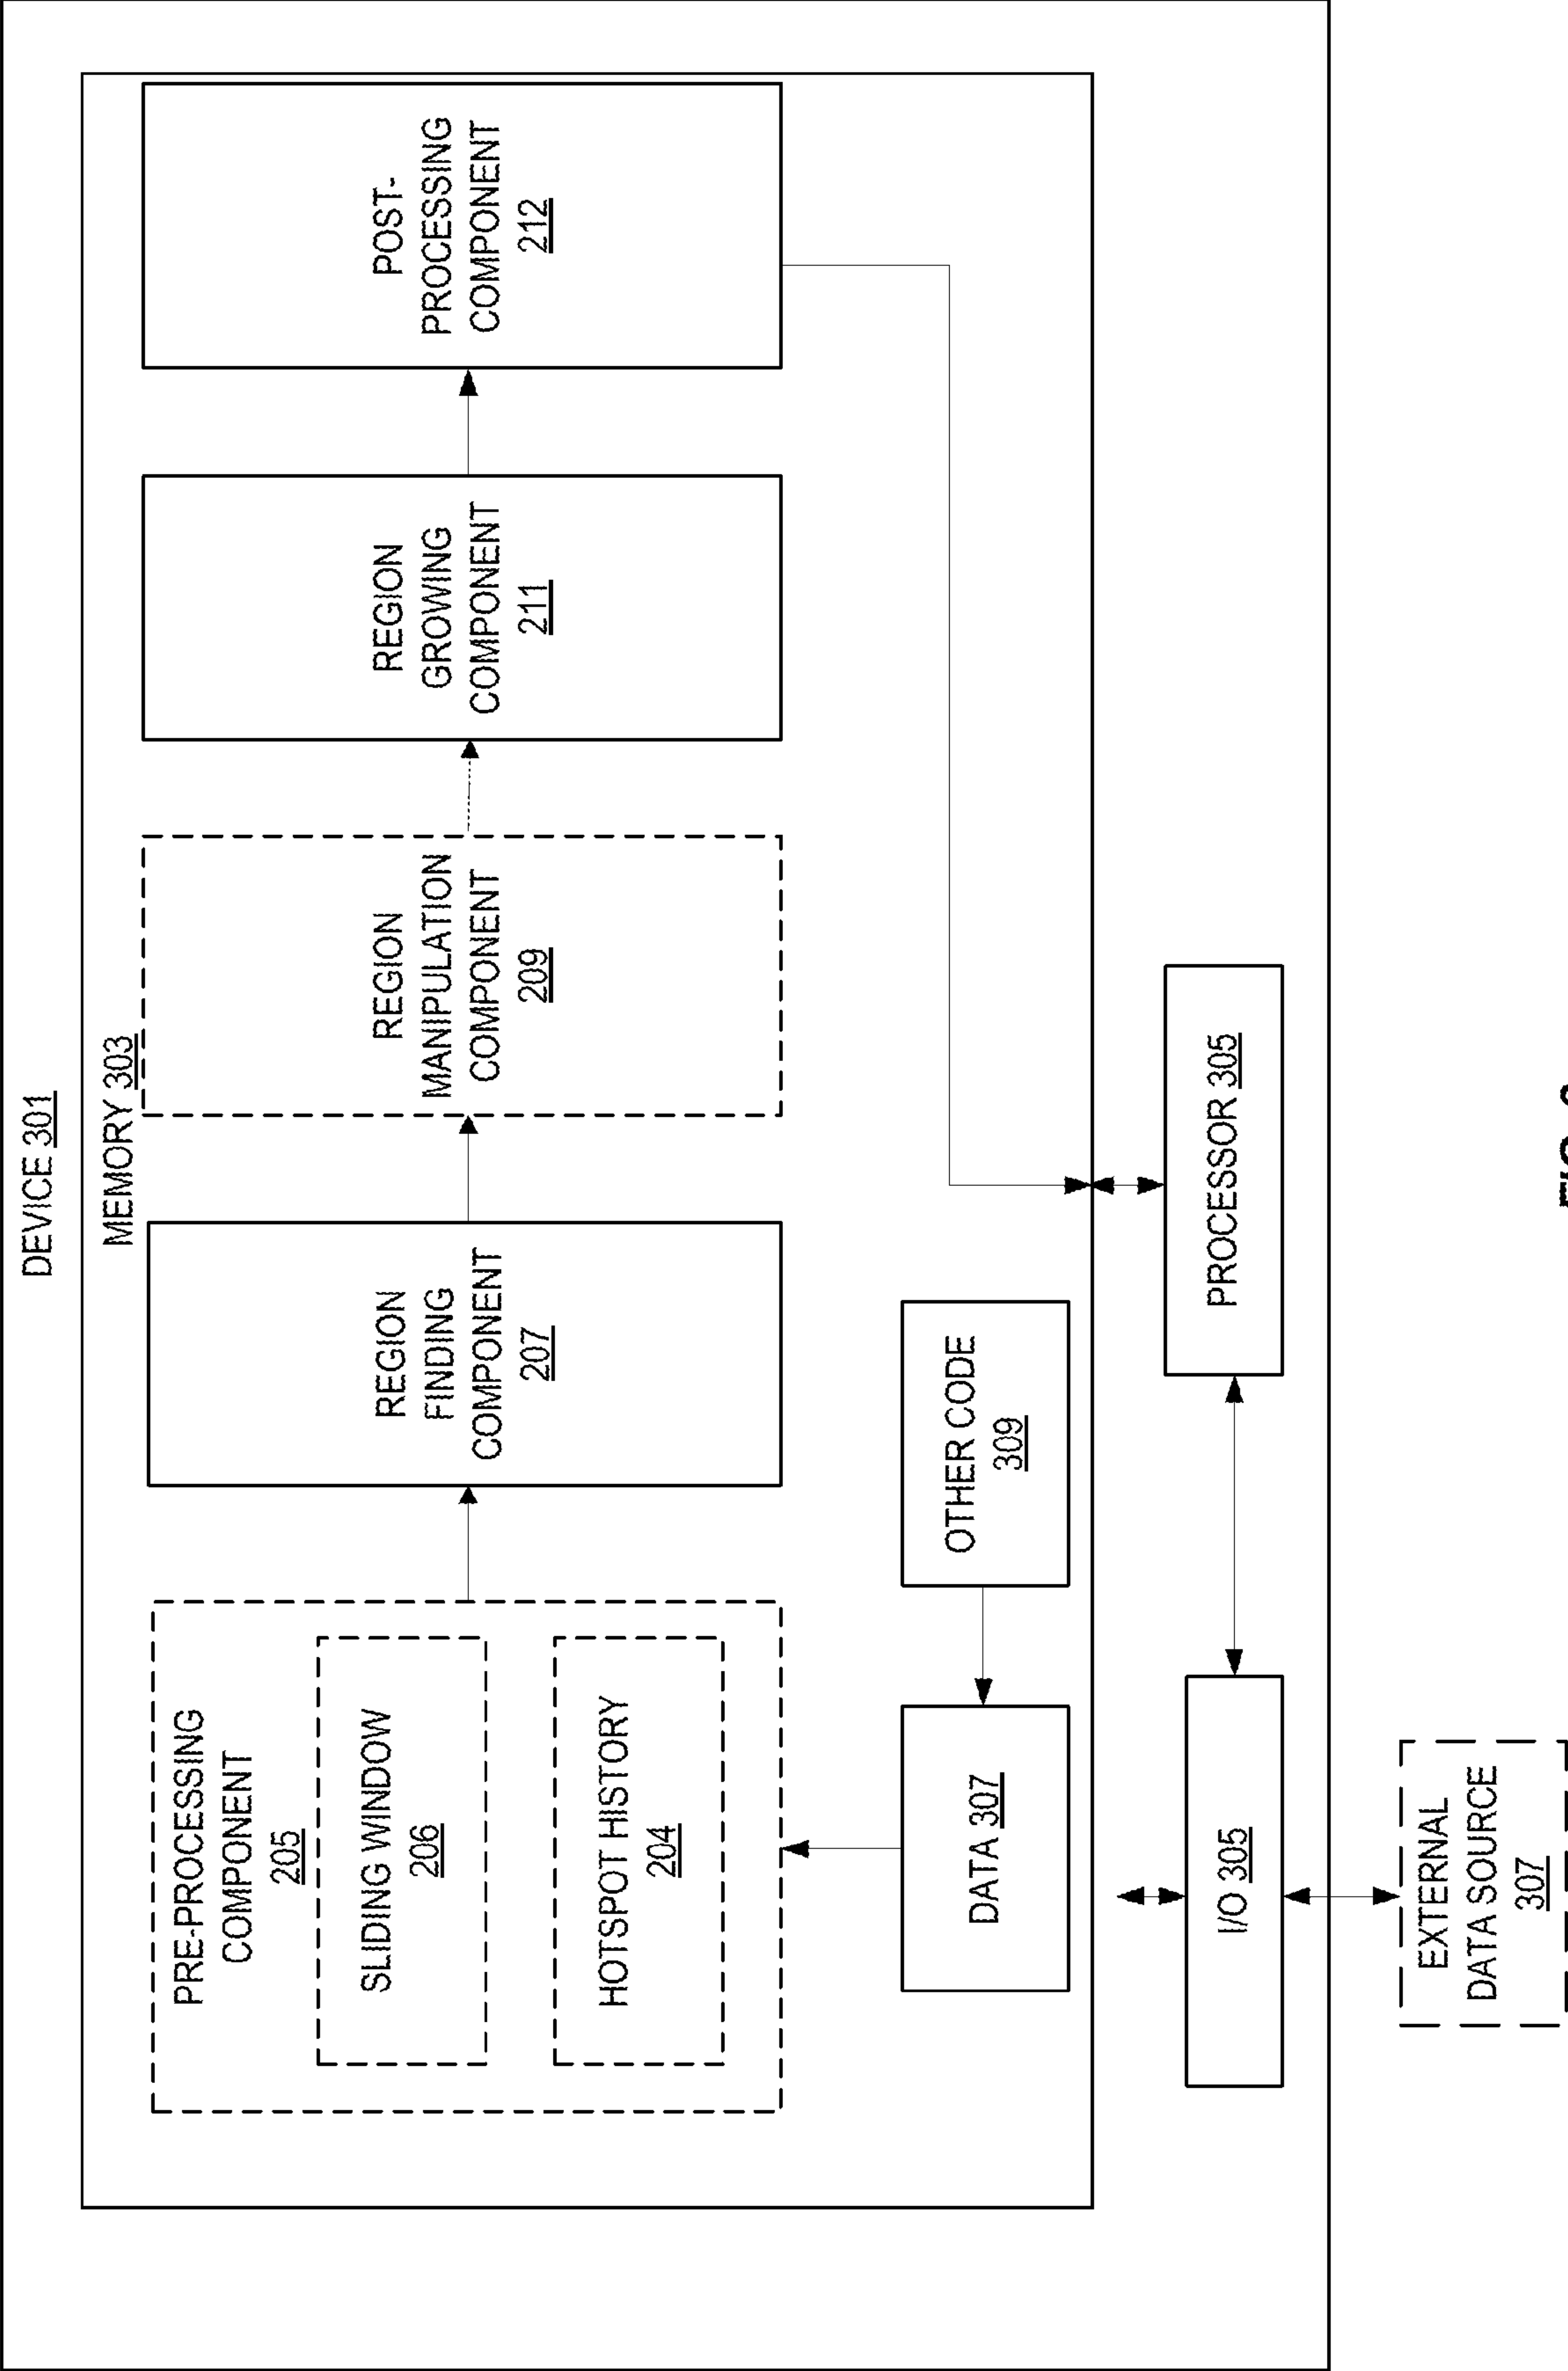 DEVICE 301
MEMORY 303
PRE-PROCESSING
COMPONENT
205
SLIDING WINDOW
206
HOTSPOT HISTORY
204
REGION
FINDING
COMPONENT
207
REGION
MANIPULATION
COMPONENT
209
REGION
GROWING
COMPONENT
211
POST-
PROCESSING
COMPONENT
212
DATA 307
OTHER CODE
309
I/O 305
PROCESSOR 305
EXTERNAL
DATA SOURCE
307